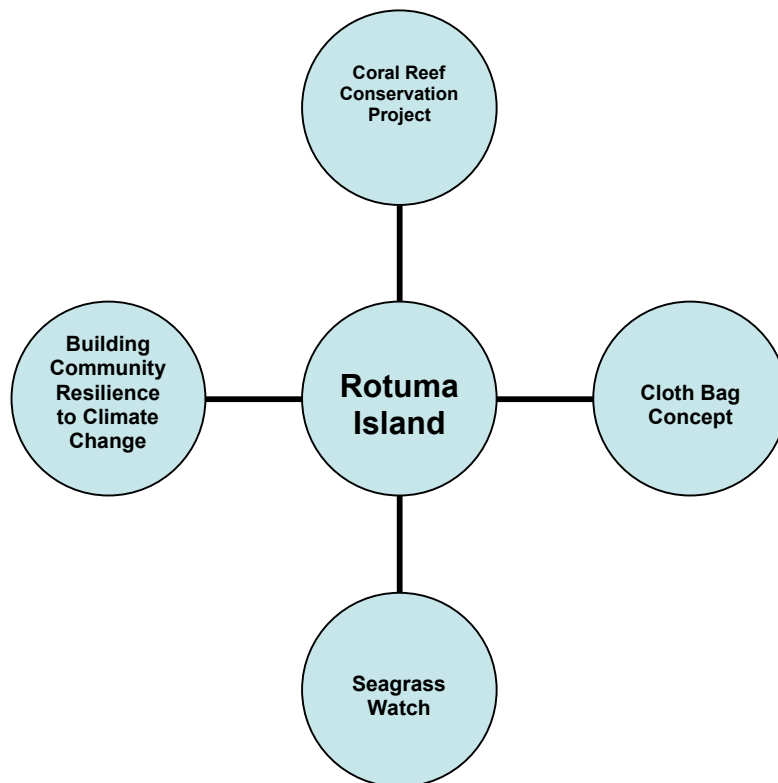 Coral Reef
Conservation
Project
Building
Community
Resilience
to Climate
Change
Rotuma
Island
Cloth Bag
Concept
Seagrass
Watch